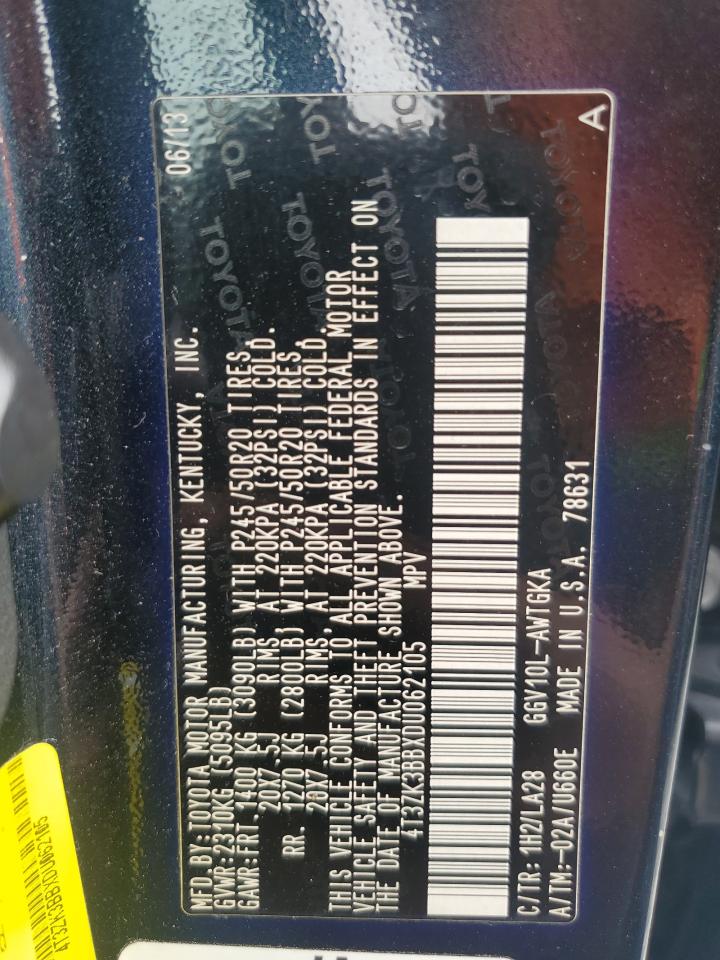 06/13
MFD.BY:TOYOTA MOTOR MANUFACTURING, KENTUCKY, INC.
GVWR:2310KG (5095LB)
GAWR:FRT.1400 KG (3090LB) WITH P245/50R20 TIRES,
20X7.5J RIMS, AT 220KPA (32PSI) COLD.
RR. 1270 KG (2800LB) WITH P245/50R20 TIRES,
20X7.5J RIMS, AT 220KPA (32PSI) COLD.
THIS VEHICLE CONFORMS TO ALL APPLICABLE FEDERAL MOTOR
VEHICLE SAFETY AND THEFT PREVENTION STANDARDS IN EFFECT ON
THE DATE OF MANUFACTURE SHOWN ABOVE.
4T3ZK3BBXDU062105 MPV
C/TR: 1H2/LA28 GGV10L-AWTGKA
A/TM:-02A/U660E MADE IN U.S.A. 78631
A
TOYOTA
4T3ZK3BBXDU062105